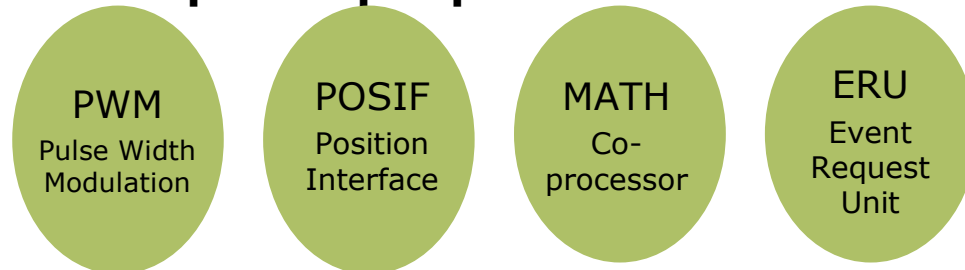 PWM
Pulse Width
Modulation
POSIF
Position
Interface
MATH
Co-
processor
ERU
Event
Request
Unit